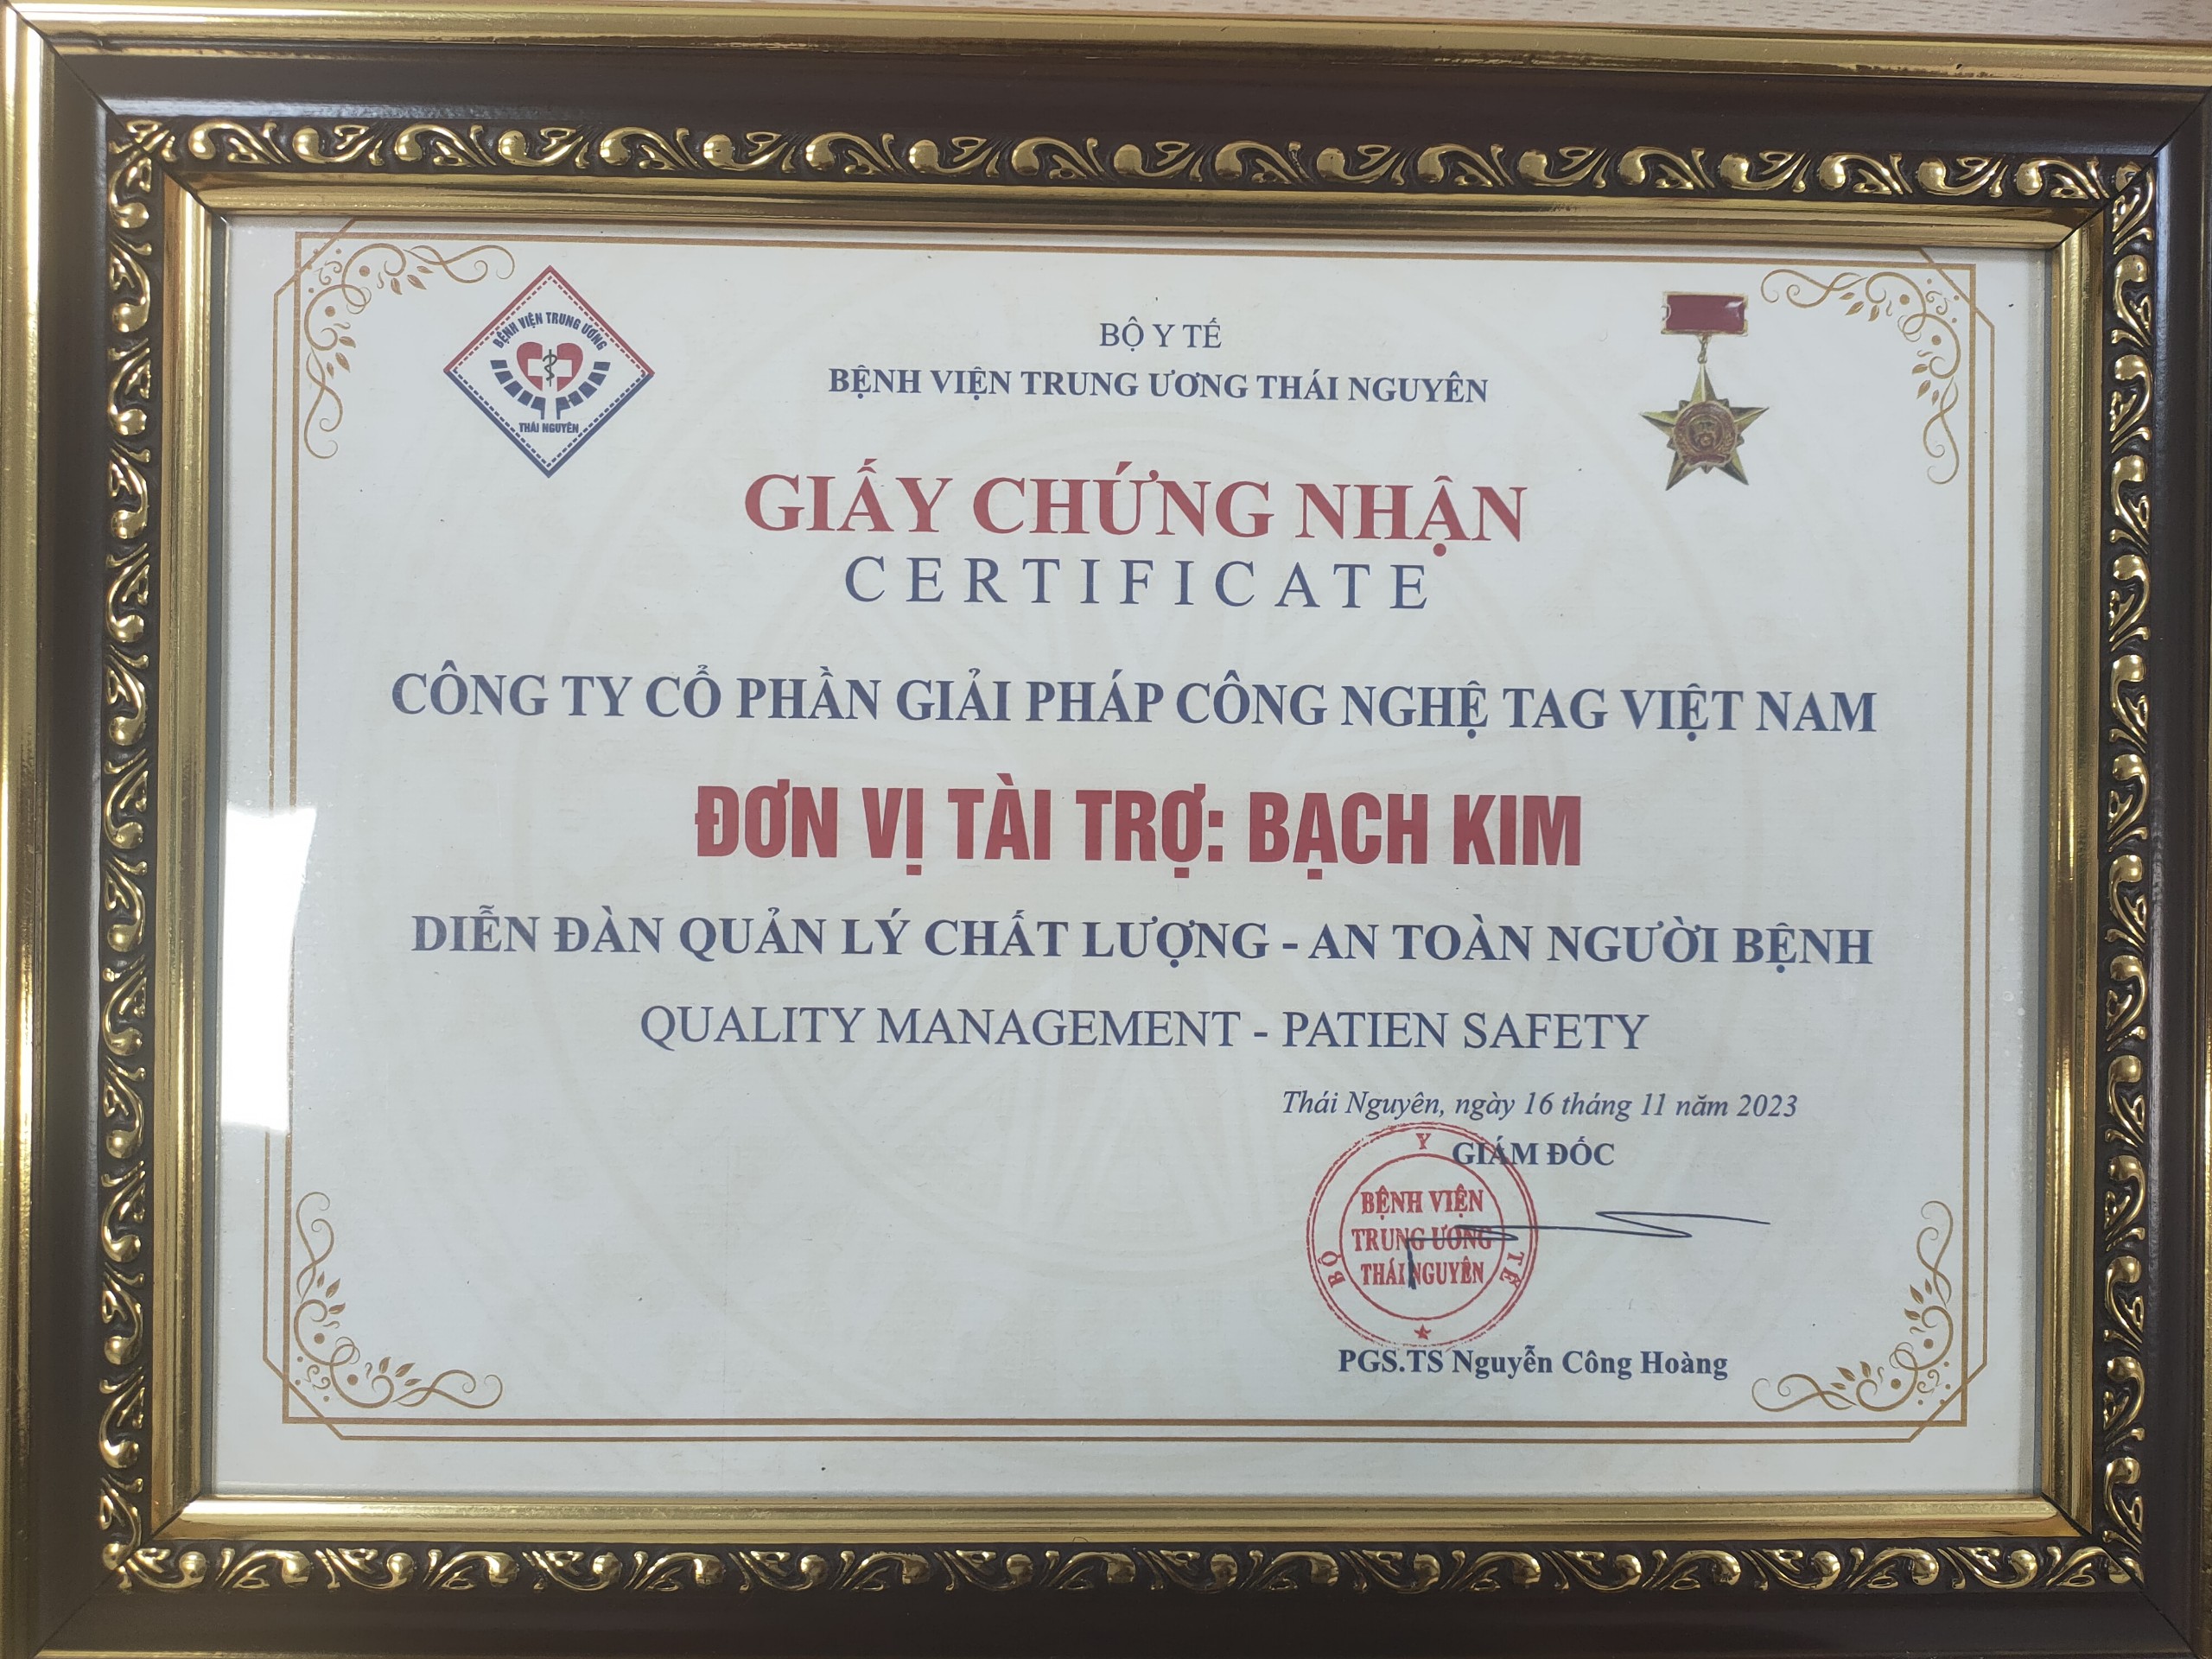 BỆNH VIỆN TRUNG ƯƠNG
THÁI NGUYÊN
BỘ Y TẾ
BỆNH VIỆN TRUNG ƯƠNG THÁI NGUYÊN
GIẤY CHỨNG NHẬN
CERTIFICATE
CÔNG TY CỔ PHẦN GIẢI PHÁP CÔNG NGHỆ TAG VIỆT NAM
ĐƠN VỊ TÀI TRỢ: BẠCH KIM
DIỄN ĐÀN QUẢN LÝ CHẤT LƯỢNG - AN TOÀN NGƯỜI BỆNH
QUALITY MANAGEMENT - PATIEN SAFETY
Thái Nguyên, ngày 16 tháng 11 năm 2023
GIÁM ĐỐC
BỘ Y TẾ
BỆNH VIỆN
TRUNG ƯƠNG
THÁI NGUYÊN
PGS.TS Nguyễn Công Hoàng